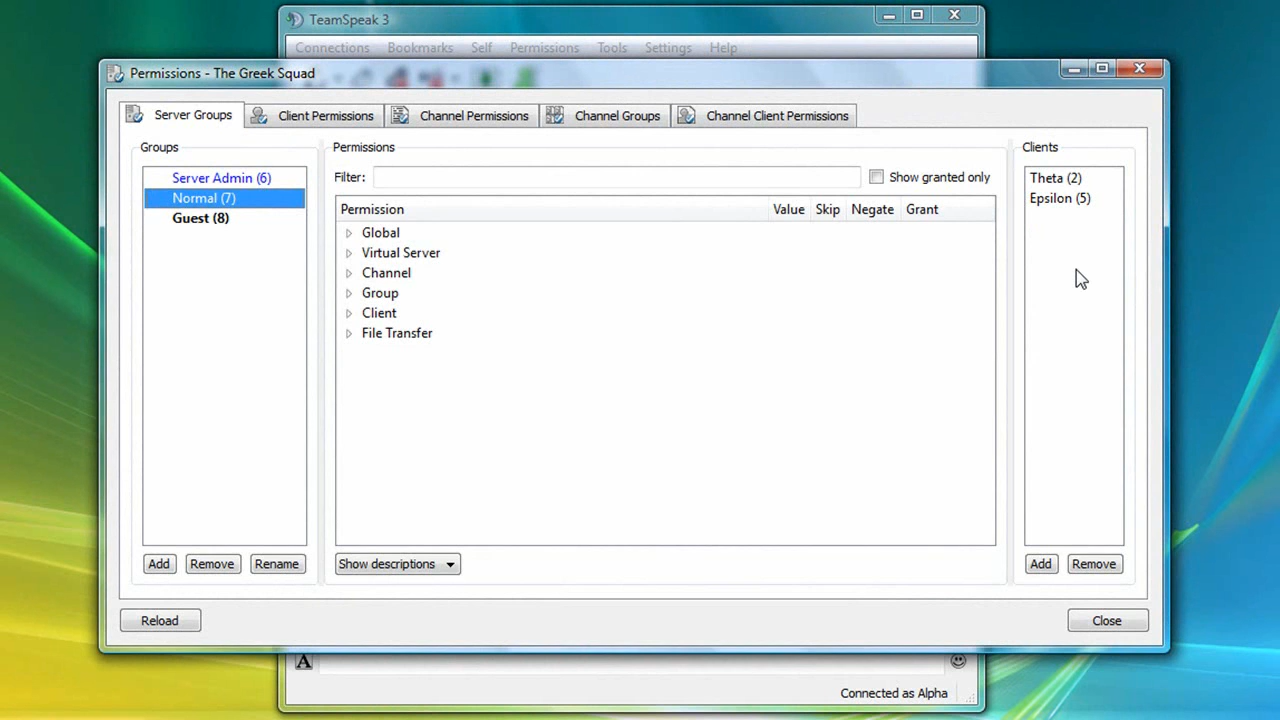 TeamSpeak 3
Connections Bookmarks Self Permissions Tools Settings Help
Permissions - The Greek Squad
Server Groups Client Permissions Channel Permissions Channel Groups Channel Client Permissions
Groups
Server Admin (6)
Normal (7)
Guest (8)
Add Remove Rename
Permissions
Filter: Show granted only
Permission Value Skip Negate Grant
Global
Virtual Server
Channel
Group
Client
File Transfer
Show descriptions
Clients
Theta (2)
Epsilon (5)
Add Remove
Reload Close
A
Connected as Alpha